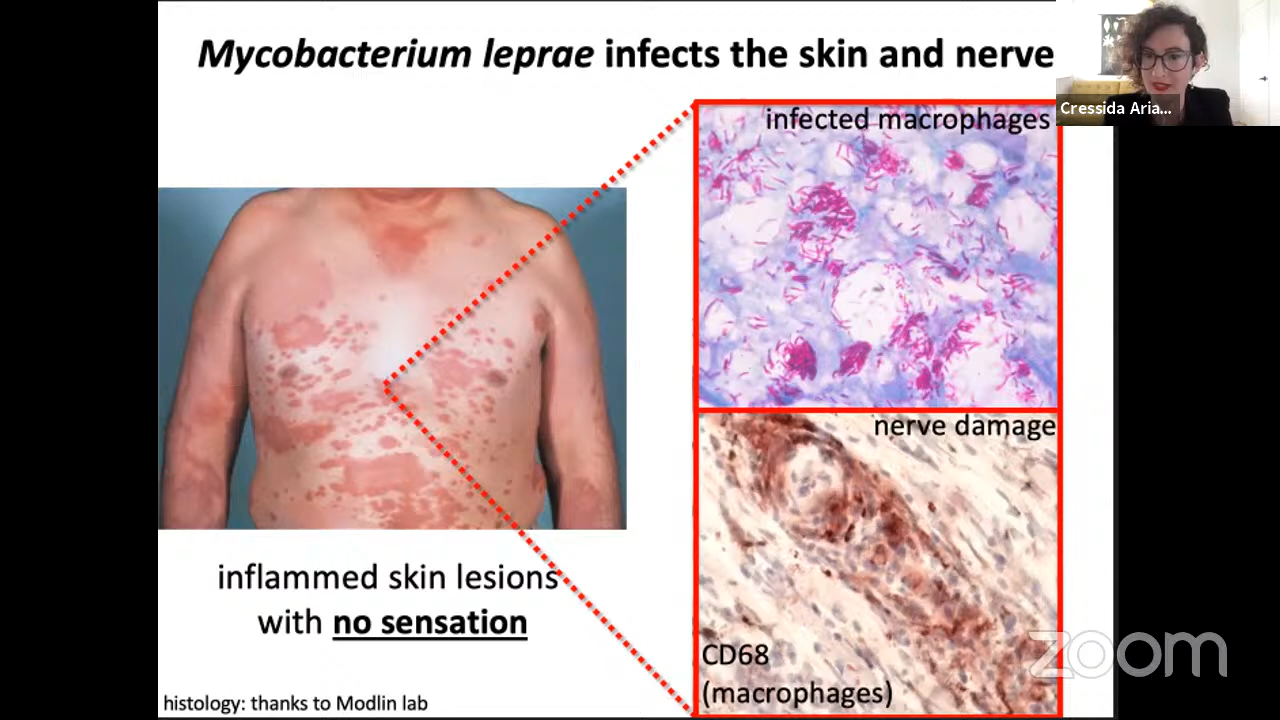 Mycobacterium leprae infects the skin and nerve
Cressida Aria...
infected macrophages
nerve damage
inflammed skin lesions
with no sensation
CD68
(macrophages)
histology: thanks to Modlin lab
zoom